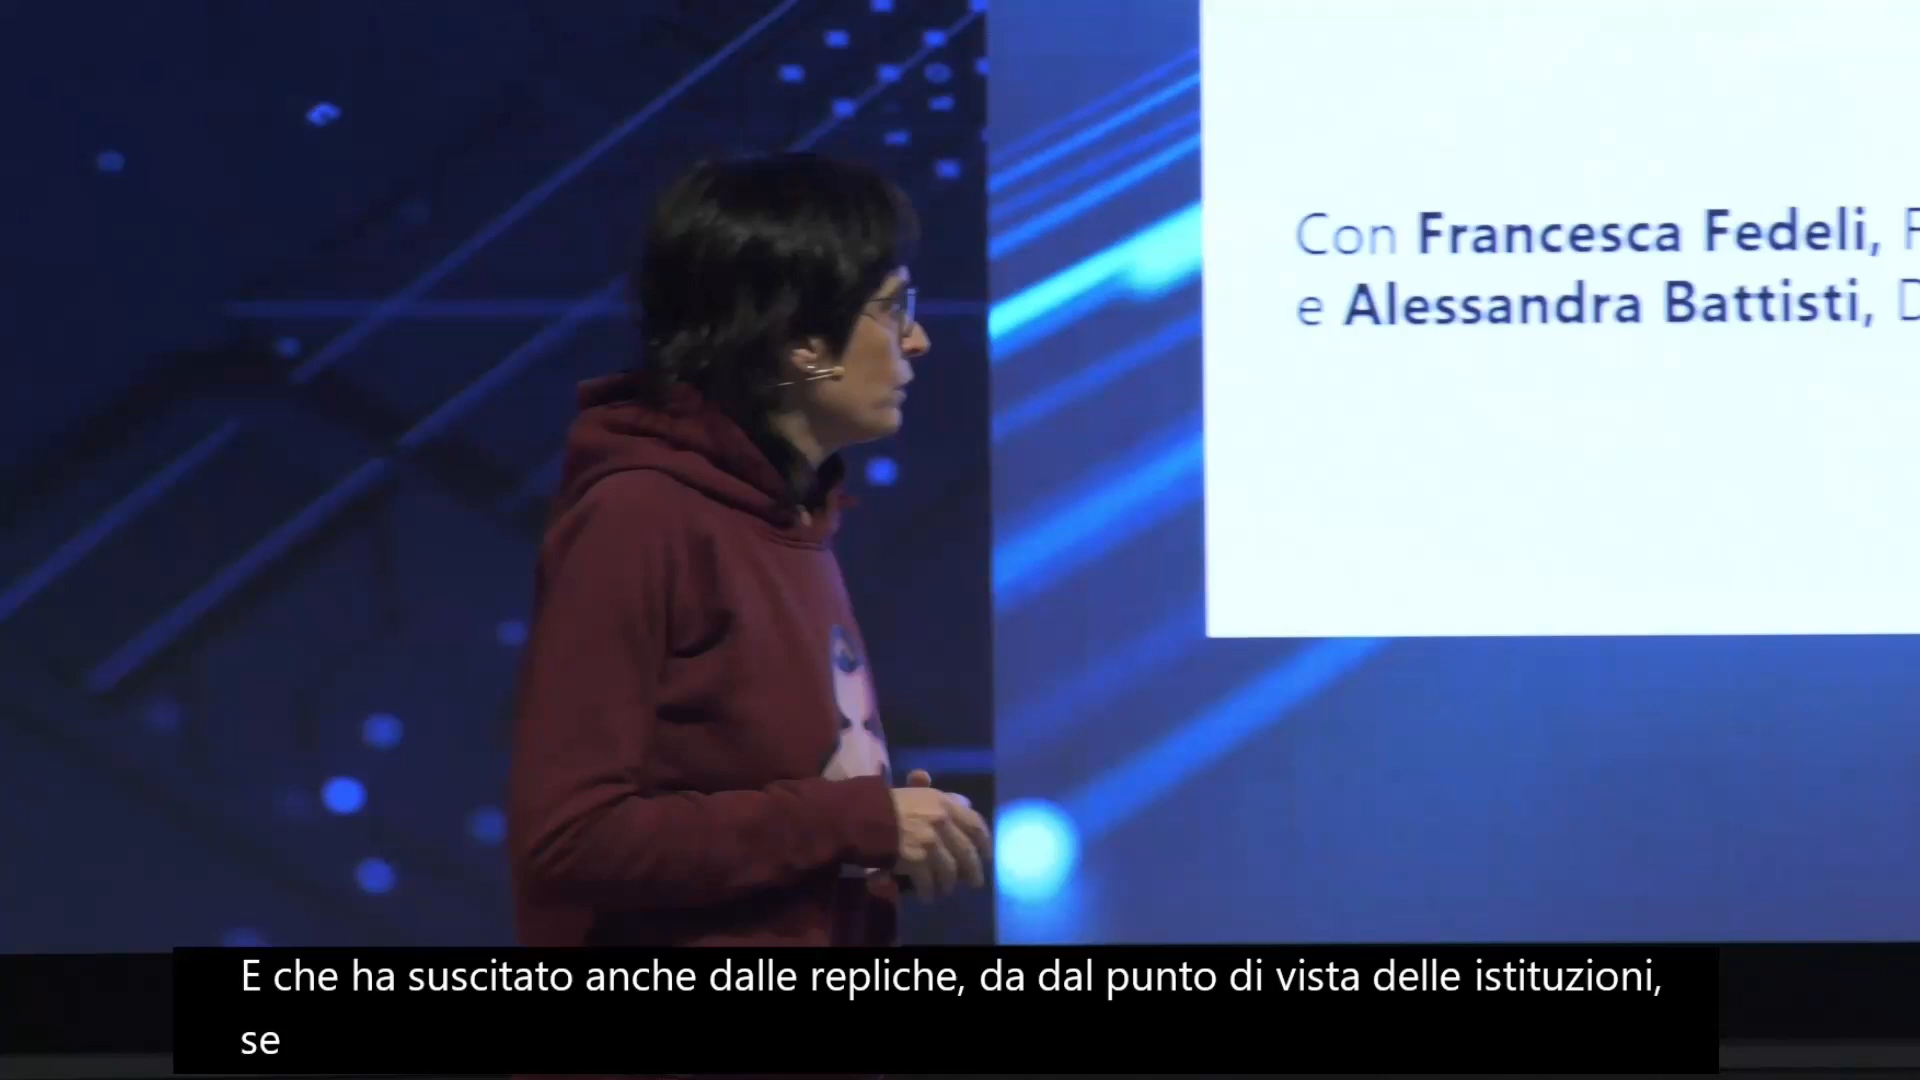 Con Francesca Fedeli,
e Alessandra Battisti,
E che ha suscitato anche dalle repliche, da dal punto di vista delle istituzioni,
se